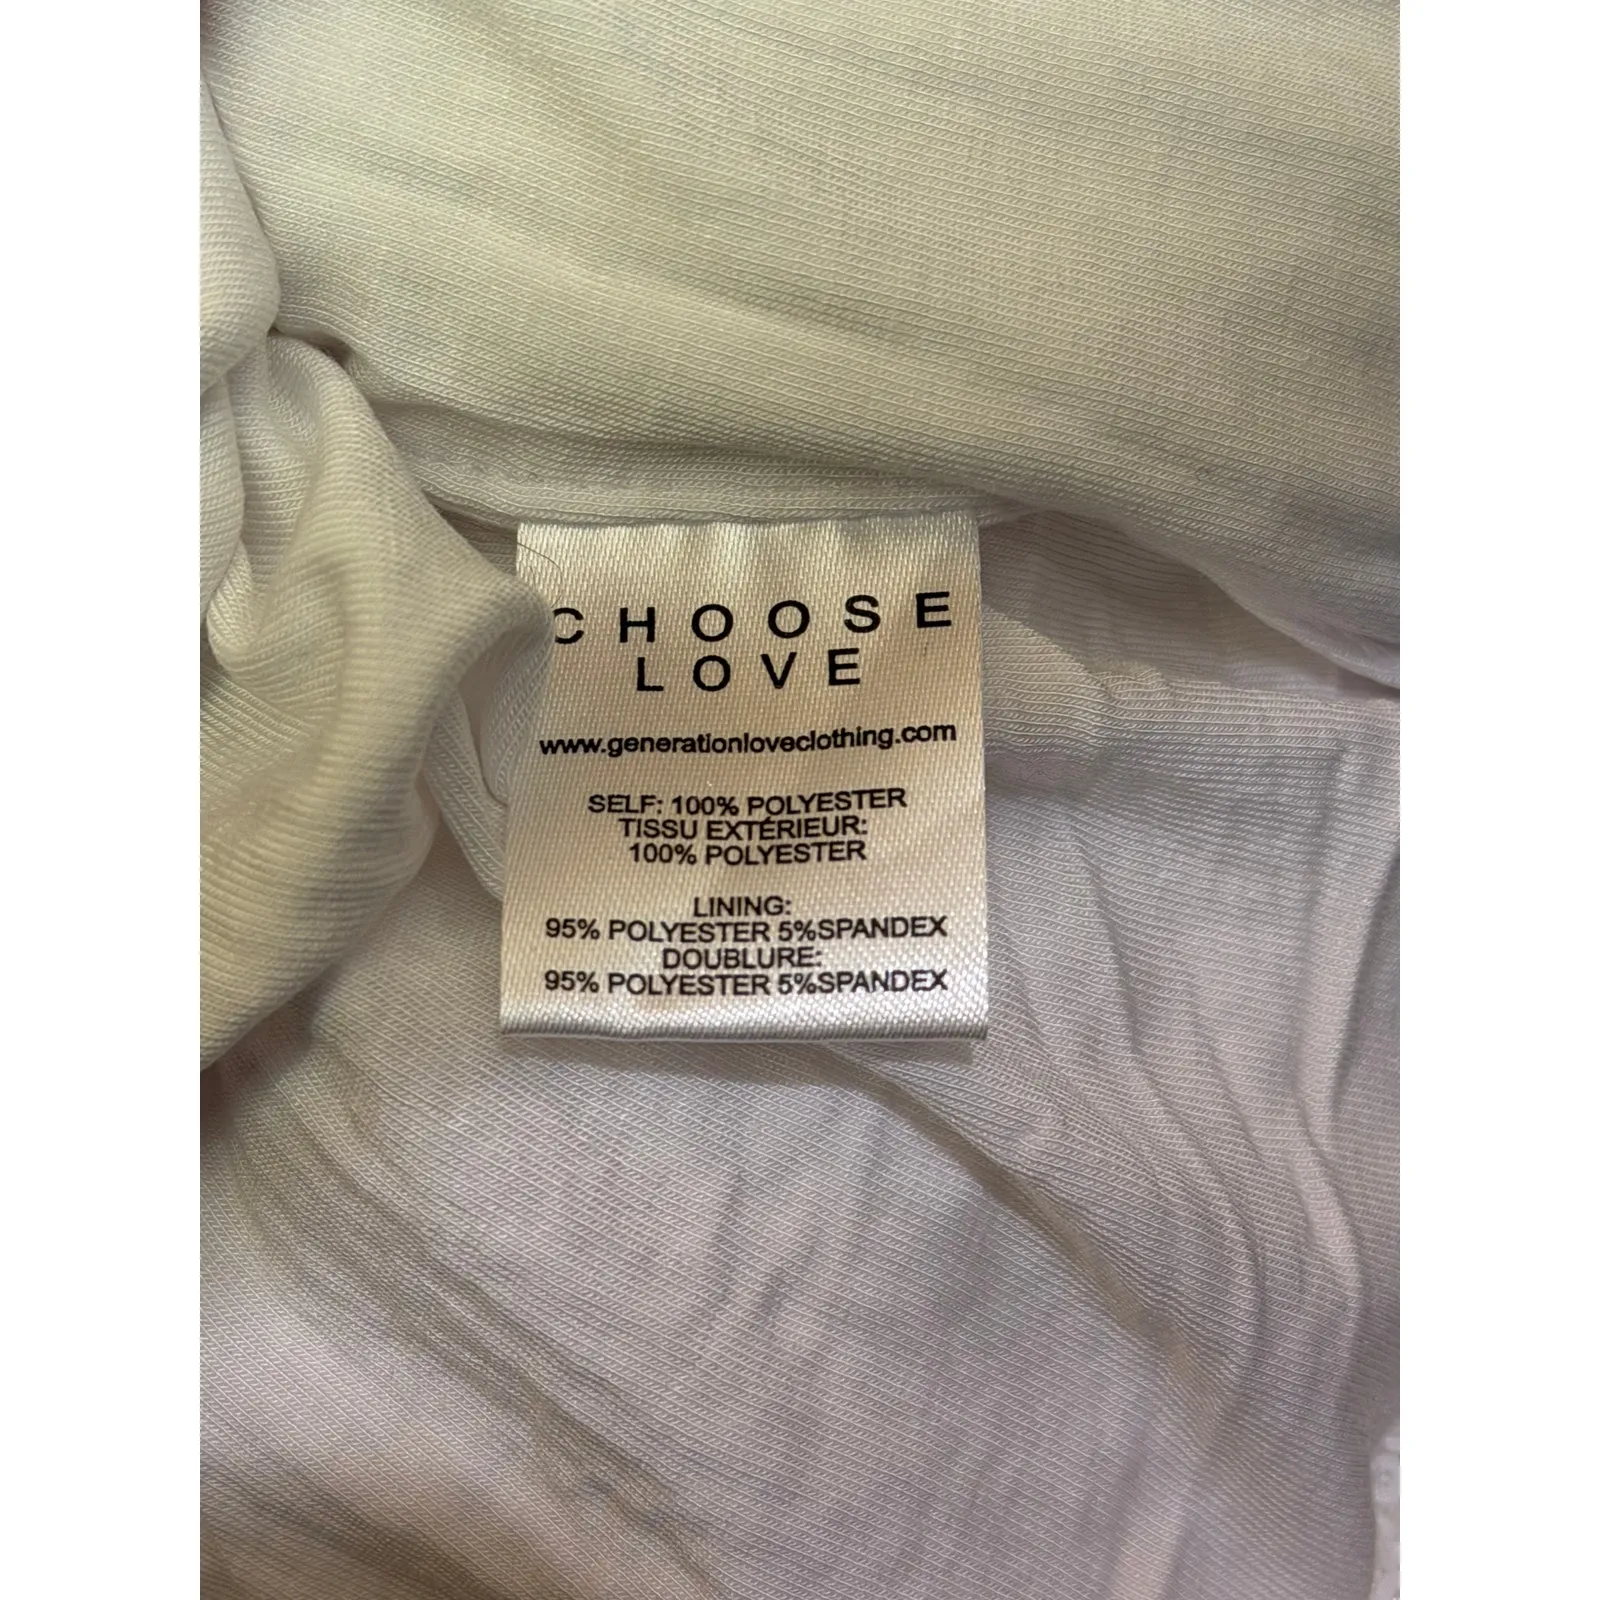 CHOOSE
LOVE
www.generationloveclothing.com
SELF: 100% POLYESTER
TISSU EXTÉRIEUR:
100% POLYESTER
LINING:
95% POLYESTER 5%SPANDEX
DOUBLURE:
95% POLYESTER 5%SPANDEX